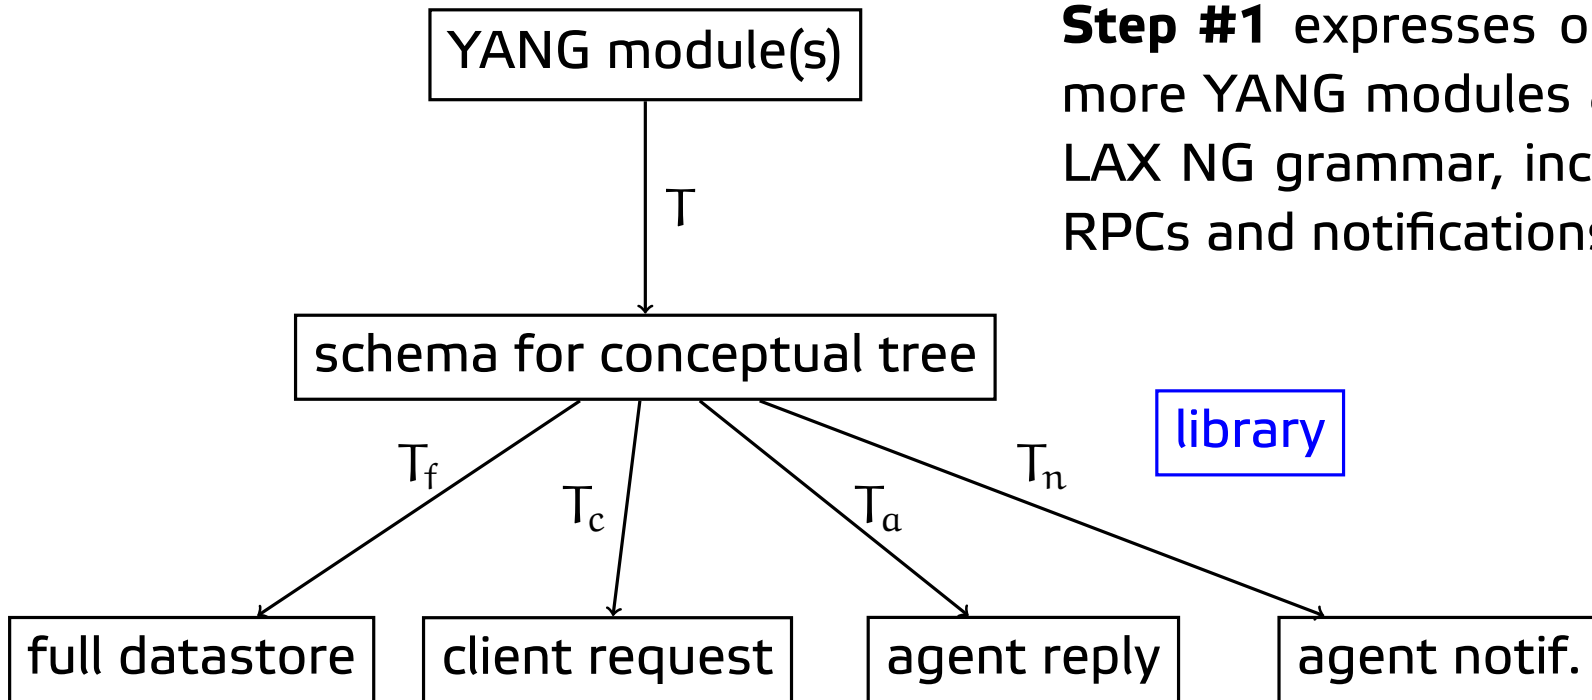 YANG module(s)
Step #1 expresses o
more YANG modules
LAX NG grammar, inc
RPCs and notifications
T
schema for conceptual tree
library
Tf
Tc
Ta
Tn
full datastore
client request
agent reply
agent notif.